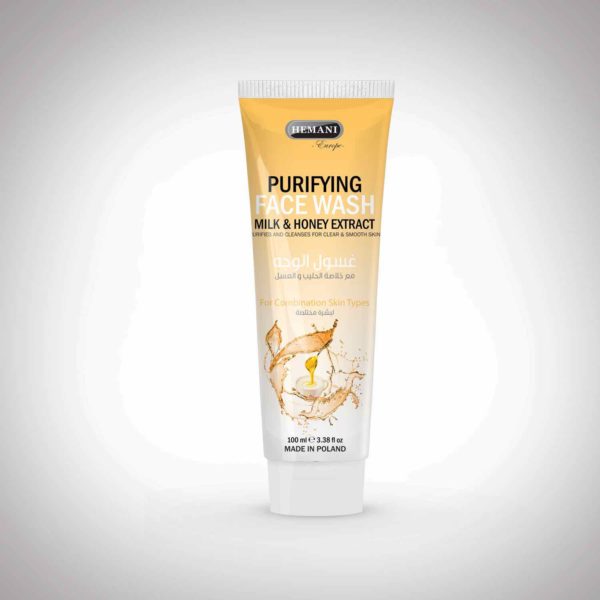 HEMANI
Europe
PURIFYING
FACE WASH
MILK & HONEY EXTRACT
PURIFIES AND CLEANSES FOR CLEAR & SMOOTH SKIN
غسول الوجه
مع خلاصة الحليب و العسل
For Combination Skin Types
لبشرة مختلطة
100 ml ℮ 3.38 fl oz
MADE IN POLAND